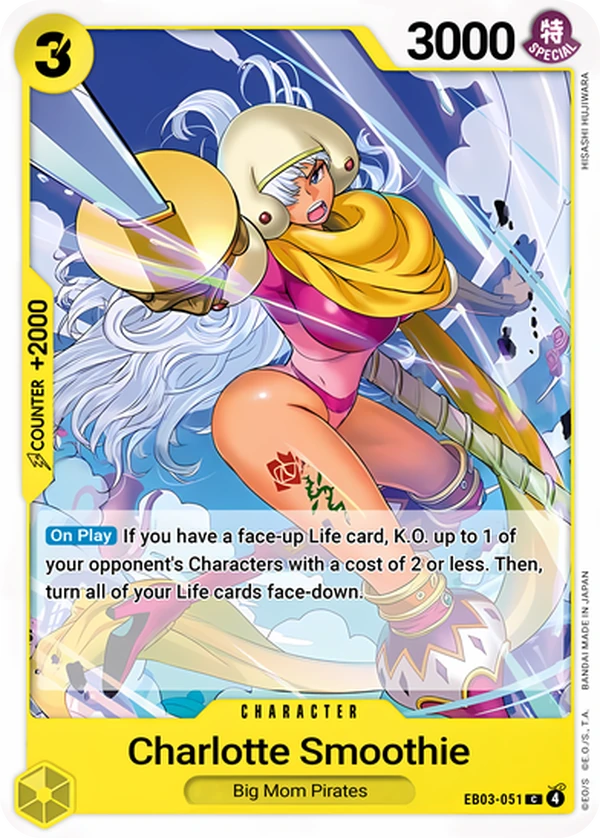 3
3000
特
SPECIAL
HISASHI HUJIIWARA
COUNTER +2000
On Play If you have a face-up Life card, K.O. up to 1 of
your opponent's Characters with a cost of 2 or less. Then,
turn all of your Life cards face-down.
CHARACTER
Charlotte Smoothie
Big Mom Pirates
EB03-051 C 4
©EO/S ©E.O./S., T.A. BANDAI MADE IN JAPAN